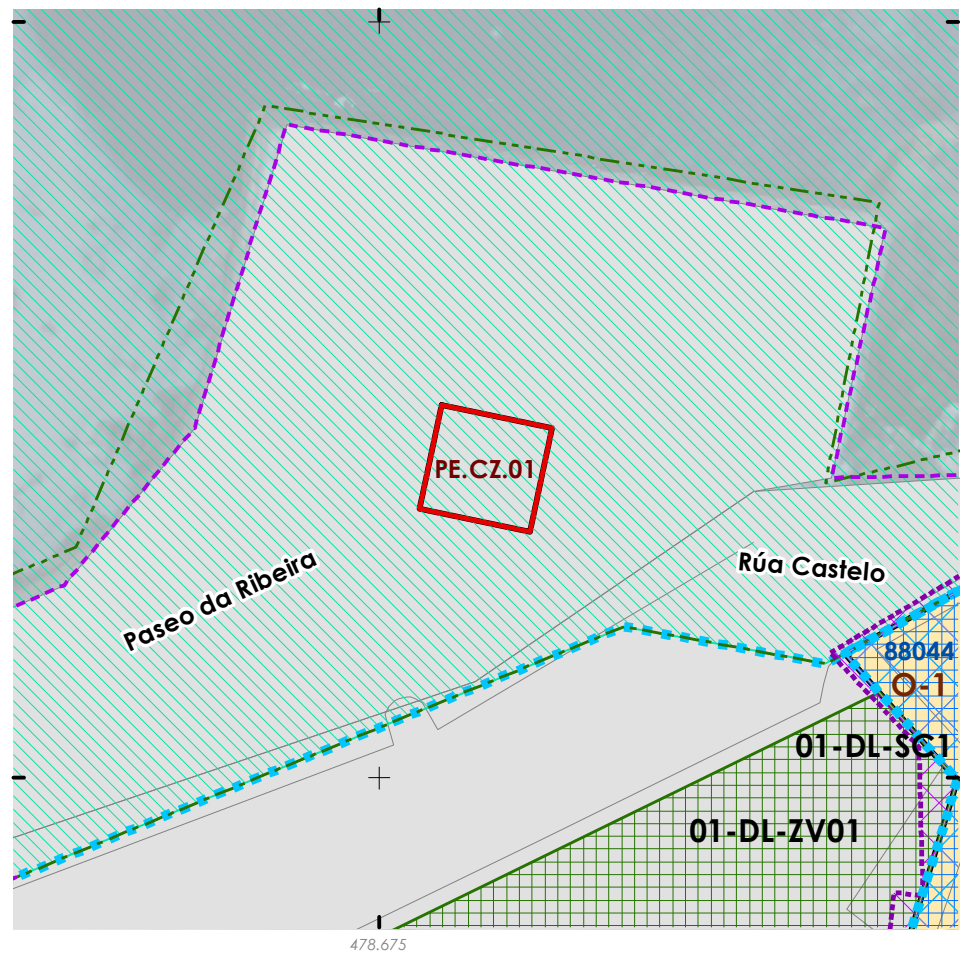 PE.CZ.01
Paseo da Ribeira
Rúa Castelo
88044
O-1
01-DL-SC1
01-DL-ZV01
478.675